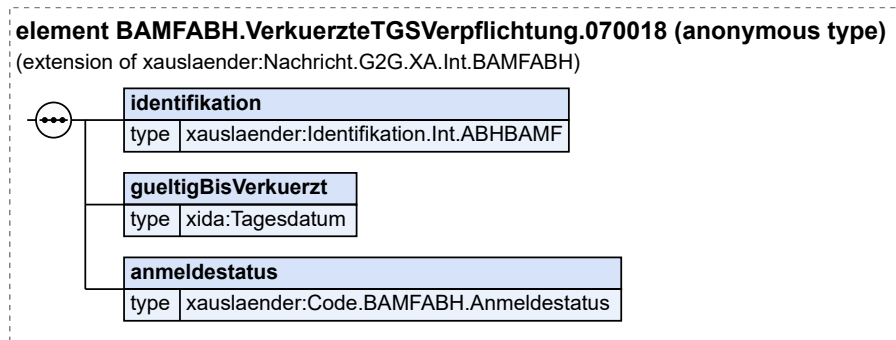 element BAMFABH.VerkuerzteTGSVerpflichtung.070018 (anonymous type)
(extension of xauslaender:Nachricht.G2G.XA.Int.BAMFABH)
identifikation
type xauslaender:Identifikation.Int.ABHBAMF
gueltigBisVerkuerzt
type xida:Tagesdatum
anmeldestatus
type xauslaender:Code.BAMFABH.Anmeldestatus